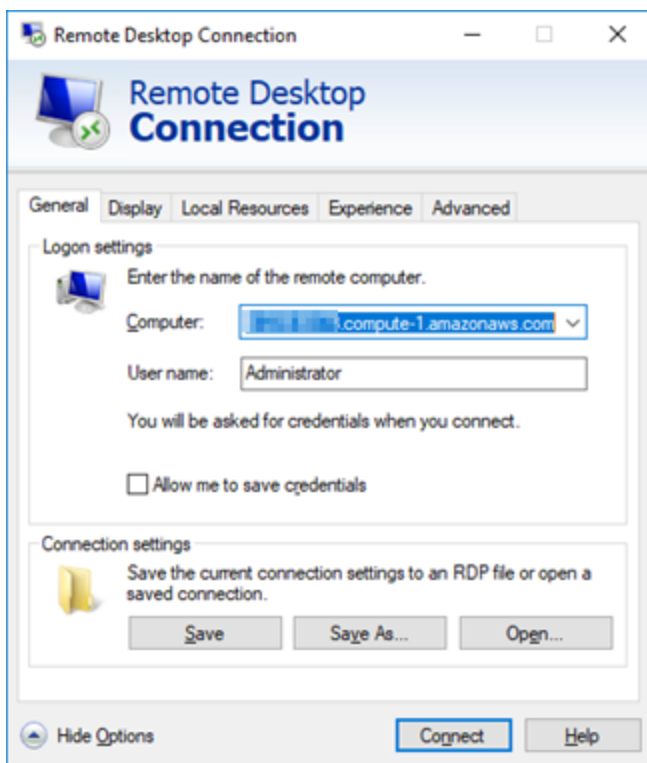 Remote Desktop Connection
Remote Desktop
Connection
General Display Local Resources Experience Advanced
Logon settings
Enter the name of the remote computer.
Computer: .compute-1.amazonaws.com
User name: Administrator
You will be asked for credentials when you connect.
Allow me to save credentials
Connection settings
Save the current connection settings to an RDP file or open a
saved connection.
Save Save As... Open...
Hide Options Connect Help